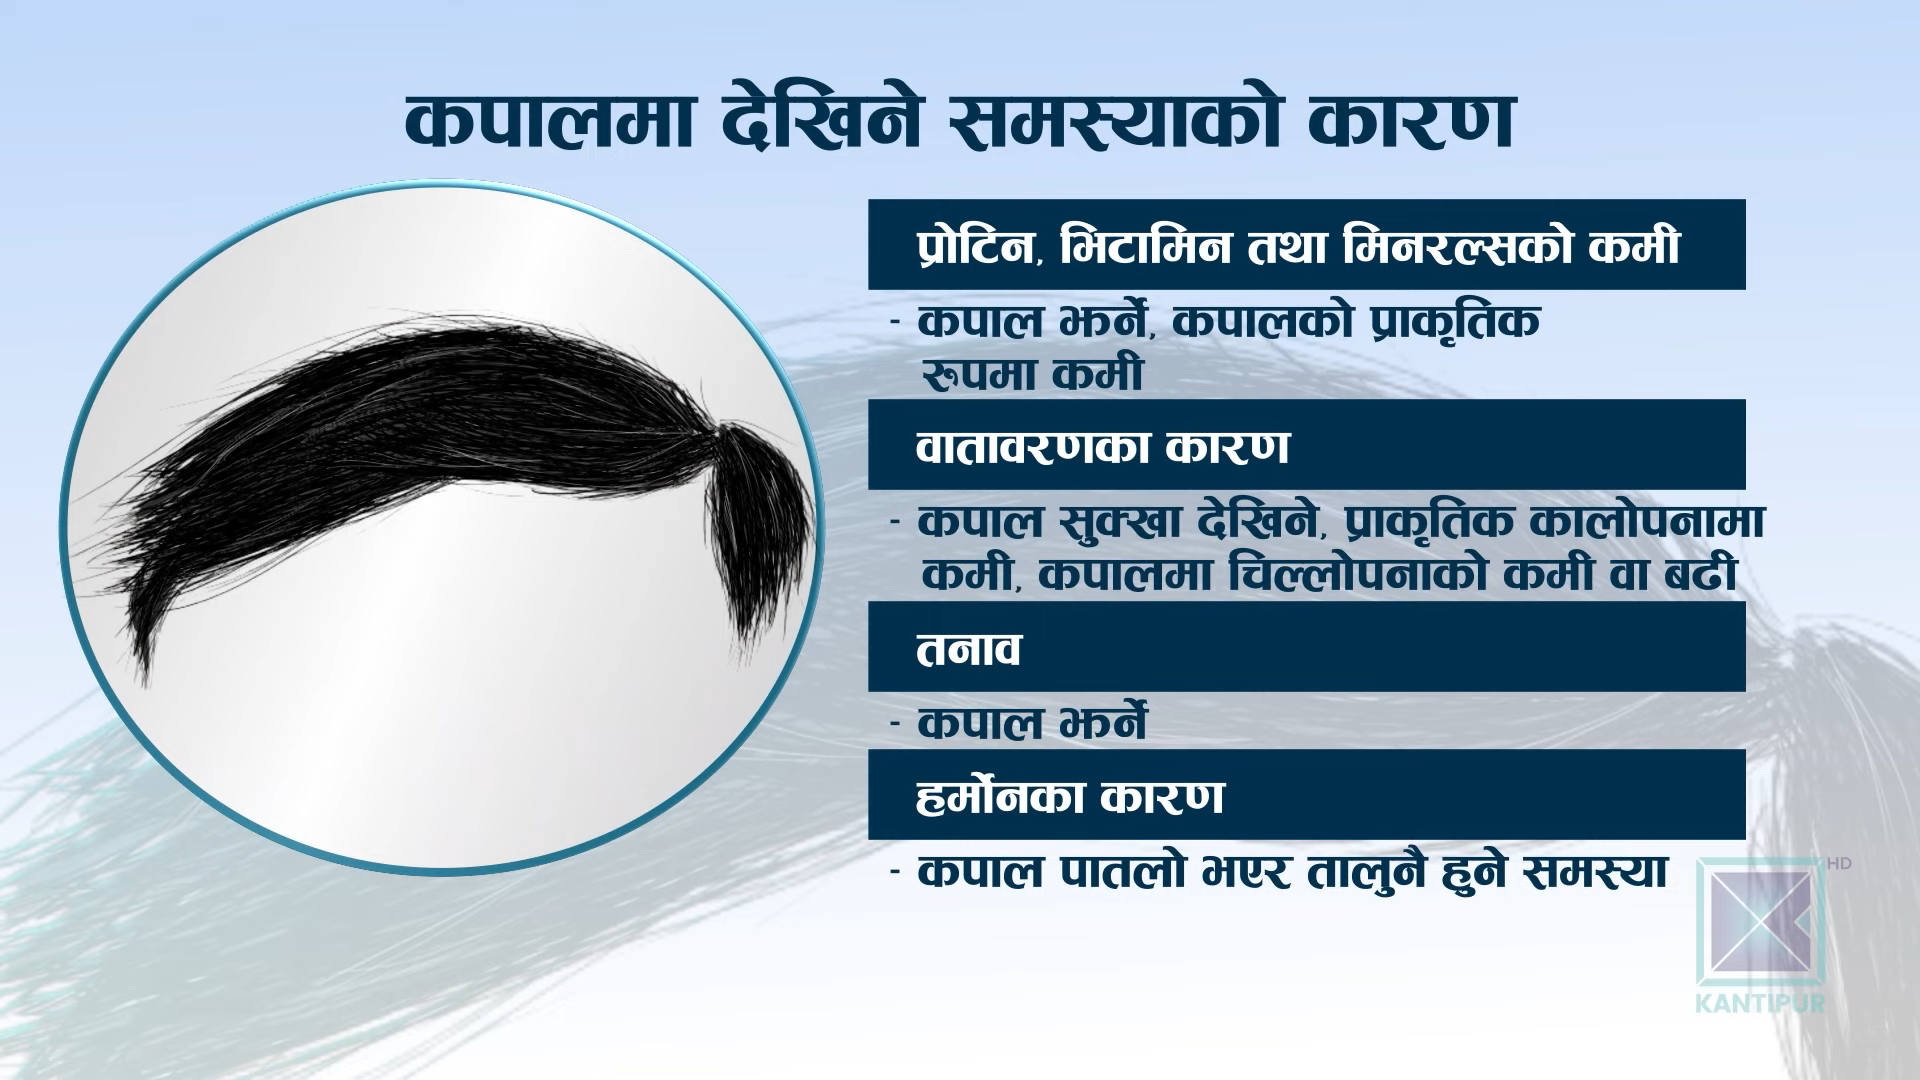 कपालमा देखिने समस्याको कारण
प्रोटिन, भिटामिन तथा मिनरल्सको कमी
- कपाल झर्ने, कपालको प्राकृतिक
रुपमा कमी
वातावरणका कारण
- कपाल सुक्खा देखिने, प्राकृतिक कालोपनामा
कमी, कपालमा चिल्लोपनाको कमी वा बढी
तनाव
- कपाल झर्ने
हर्मोनका कारण
- कपाल पातलो भएर तालुनै हुने समस्या
HD
KANTIPUR